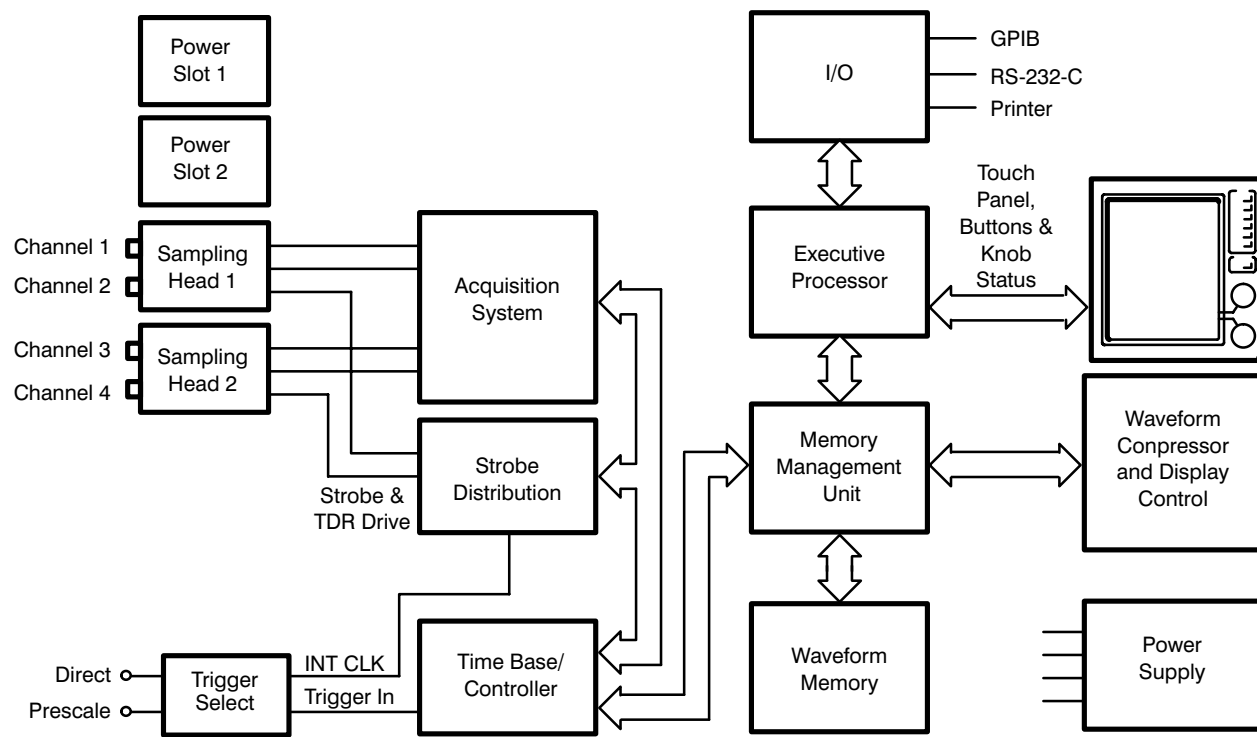 Power
Slot 1
Power
Slot 2
Channel 1
Channel 2
Sampling
Head 1
Channel 3
Channel 4
Sampling
Head 2
Acquisition
System
Strobe
Distribution
Strobe &
TDR Drive
Direct
Prescale
Trigger
Select
INT CLK
Trigger In
Time Base/
Controller
I/O
GPIB
RS-232-C
Printer
Executive
Processor
Touch
Panel,
Buttons &
Knob
Status
Memory
Management
Unit
Waveform
Conpressor
and Display
Control
Waveform
Memory
Power
Supply